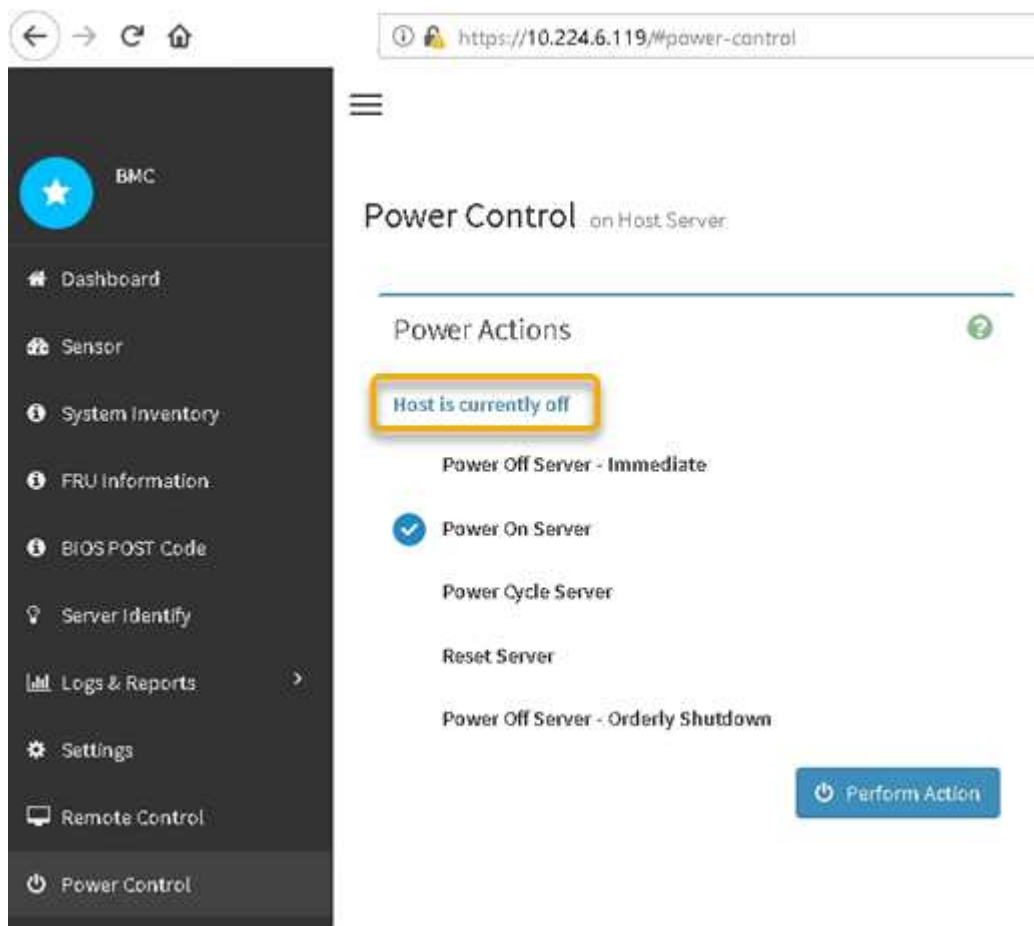 https://10.224.6.119/#power-control
BMC
Power Control on Host Server
Dashboard
Power Actions
Sensor
Host is currently off
System Inventory
Power Off Server - Immediate
FRU Information
Power On Server
BIOS POST Code
Power Cycle Server
Server Identify
Reset Server
Logs & Reports
Power Off Server - Orderly Shutdown
Settings
Perform Action
Remote Control
Power Control